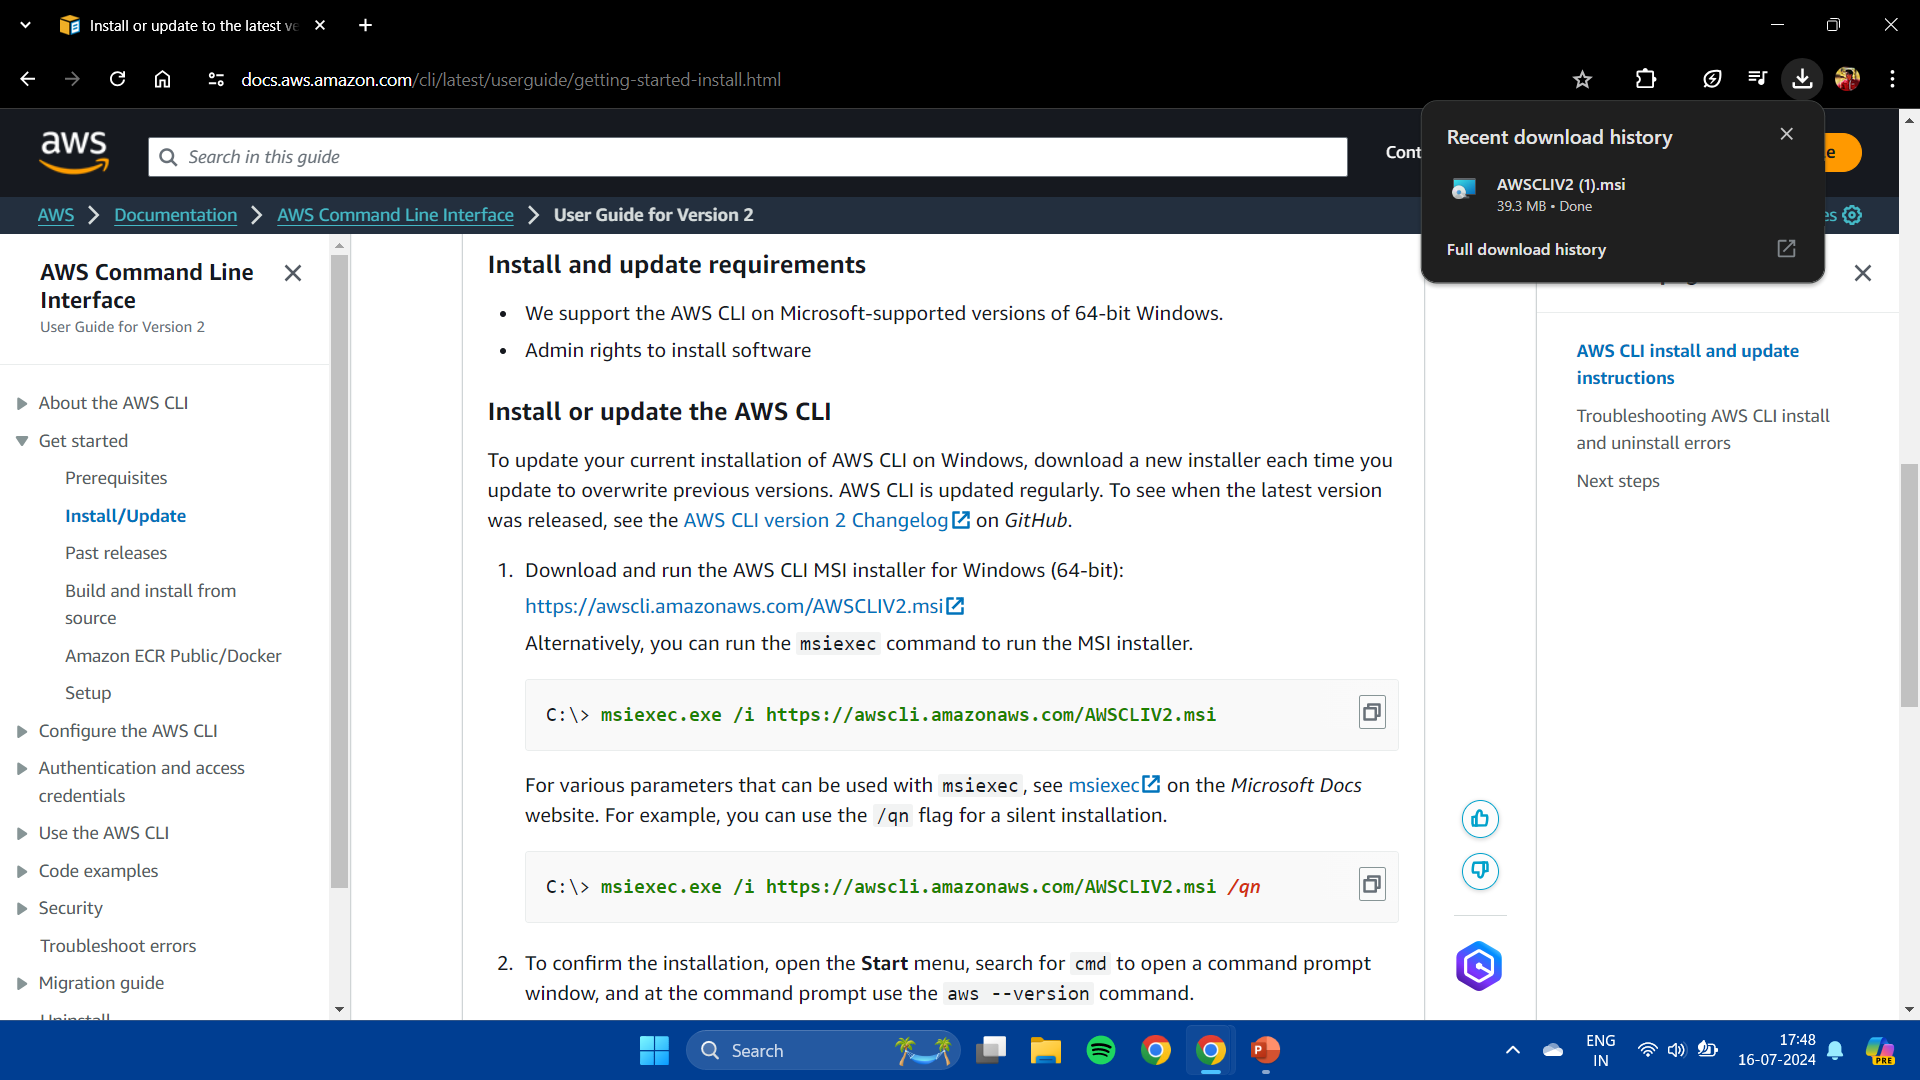 Install or update to the latest ve
docs.aws.amazon.com/cli/latest/userguide/getting-started-install.html
aws
Search in this guide
Cont
e
Recent download history
AWSCLIV2 (1).msi
39.3 MB • Done
Full download history
AWS > Documentation > AWS Command Line Interface > User Guide for Version 2
es
AWS Command Line
Interface
User Guide for Version 2
About the AWS CLI
Get started
Prerequisites
Install/Update
Past releases
Build and install from
source
Amazon ECR Public/Docker
Setup
Configure the AWS CLI
Authentication and access
credentials
Use the AWS CLI
Code examples
Security
Troubleshoot errors
Migration guide
Uninstall
Install and update requirements
• We support the AWS CLI on Microsoft-supported versions of 64-bit Windows.
• Admin rights to install software
Install or update the AWS CLI
To update your current installation of AWS CLI on Windows, download a new installer each time you
update to overwrite previous versions. AWS CLI is updated regularly. To see when the latest version
was released, see the AWS CLI version 2 Changelog on GitHub.
1. Download and run the AWS CLI MSI installer for Windows (64-bit):
https://awscli.amazonaws.com/AWSCLIV2.msi
Alternatively, you can run the msiexec command to run the MSI installer.
C:\> msiexec.exe /i https://awscli.amazonaws.com/AWSCLIV2.msi
For various parameters that can be used with msiexec, see msiexec on the Microsoft Docs
website. For example, you can use the /qn flag for a silent installation.
C:\> msiexec.exe /i https://awscli.amazonaws.com/AWSCLIV2.msi /qn
2. To confirm the installation, open the Start menu, search for cmd to open a command prompt
window, and at the command prompt use the aws --version command.
AWS CLI install and update
instructions
Troubleshooting AWS CLI install
and uninstall errors
Next steps
Search
P
ENG
IN
17:48
16-07-2024
PRE